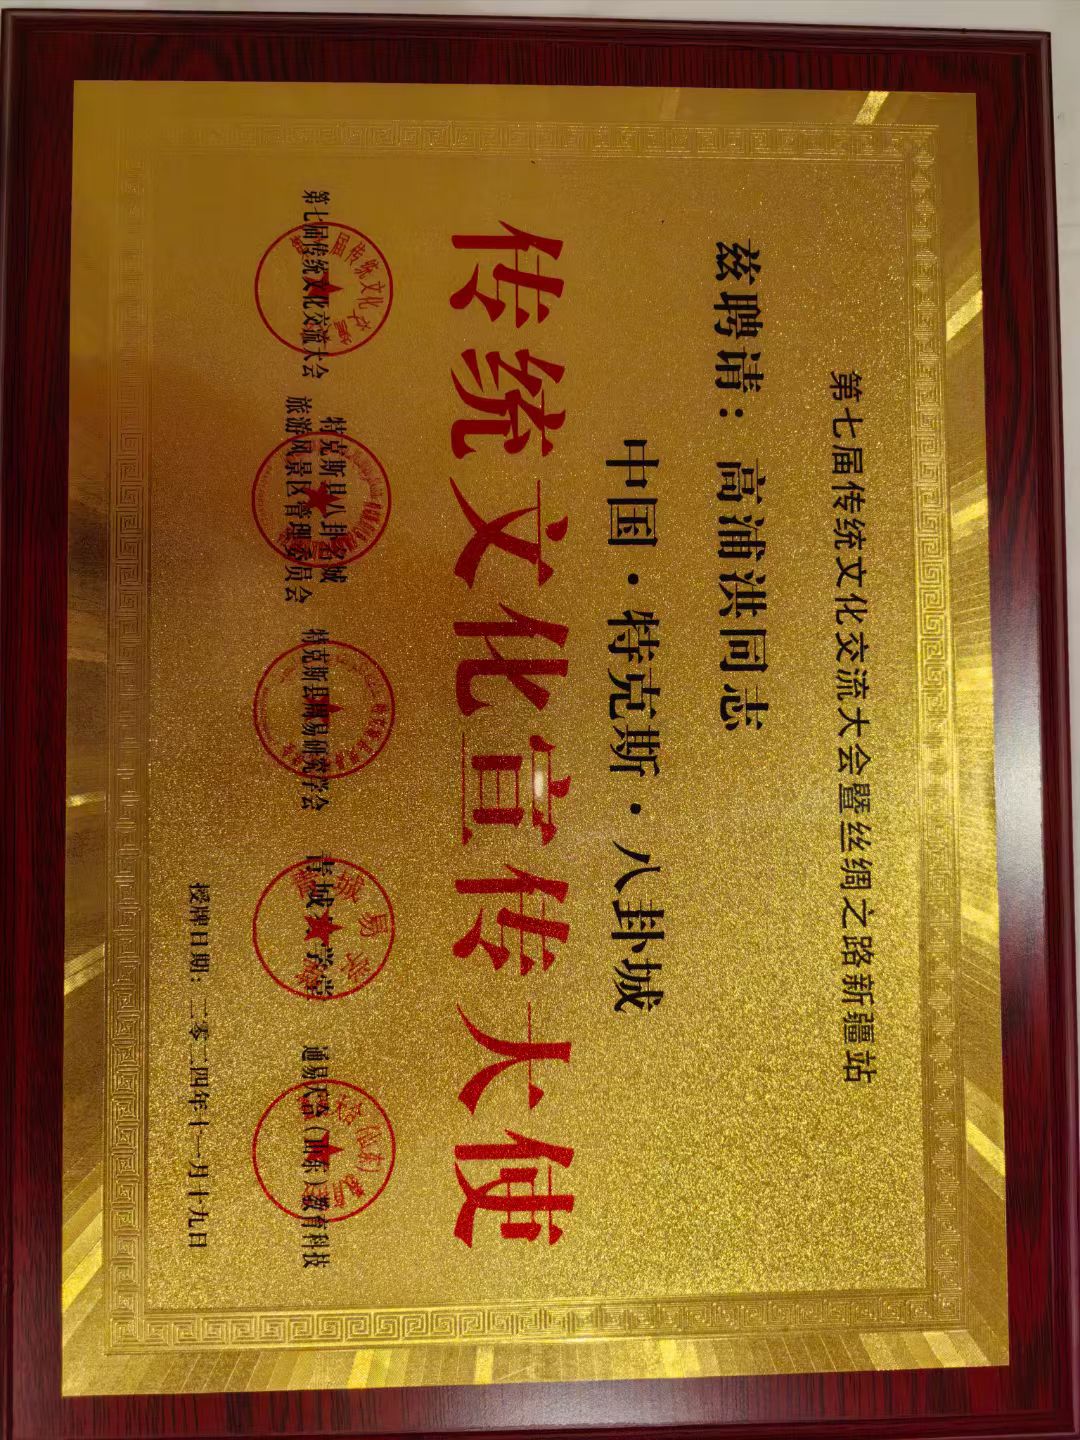 第七届传统文化交流大会暨丝绸之路新疆站
兹聘请：高浦洪同志
中国·特克斯·八卦城
传统文化宣传大使
第七届传统文化交流大会
特克斯县八卦名城
旅游风景区管理委员会
特克斯县周易研究学会
青城易学堂
通易天合（山东）教育科技
授牌日期：二零二四年十一月十九日